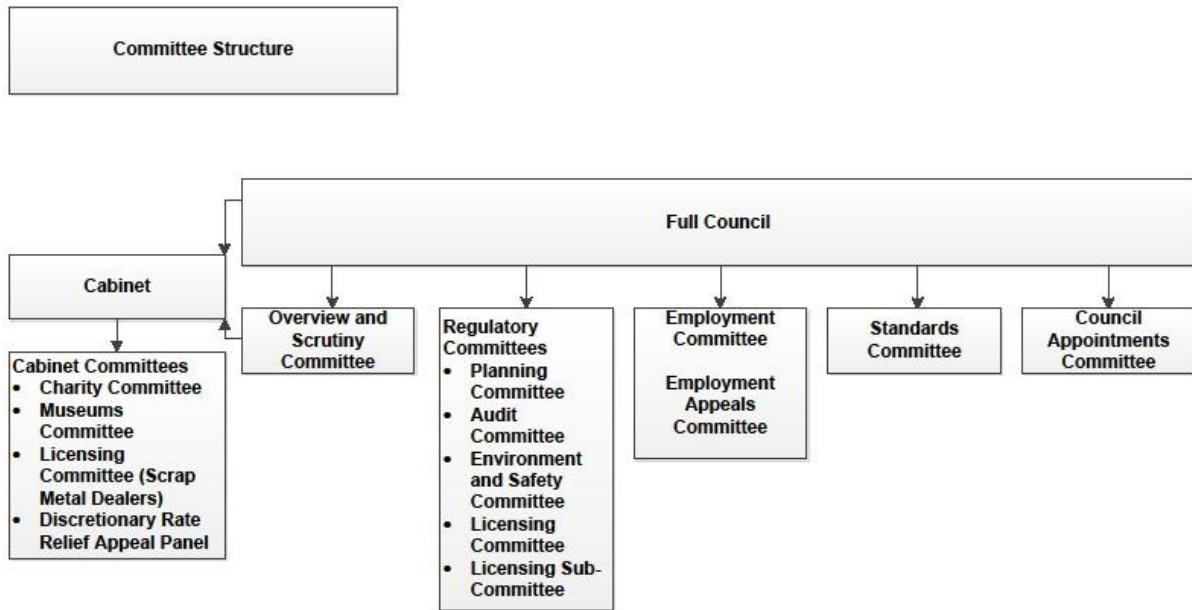 Committee Structure
Full Council
Cabinet
Overview and
Scrutiny
Committee
Regulatory
Committees
• Planning
Committee
• Audit
Committee
• Environment
and Safety
Committee
• Licensing
Committee
• Licensing Sub-
Committee
Employment
Committee
Employment
Appeals
Committee
Standards
Committee
Council
Appointments
Committee
Cabinet Committees
• Charity Committee
• Museums
Committee
• Licensing
Committee (Scrap
Metal Dealers)
• Discretionary Rate
Relief Appeal Panel